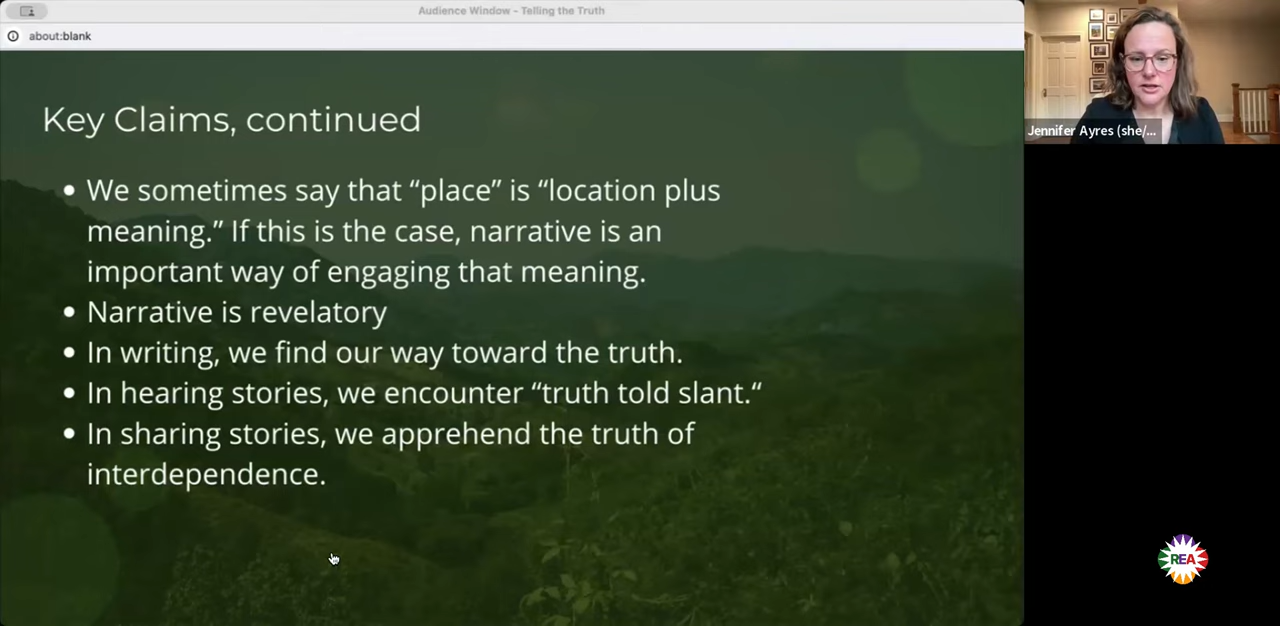 Audience Window - Telling the Truth
about:blank
Key Claims, continued
• We sometimes say that “place” is “location plus
meaning.” If this is the case, narrative is an
important way of engaging that meaning.
• Narrative is revelatory
• In writing, we find our way toward the truth.
• In hearing stories, we encounter “truth told slant.“
• In sharing stories, we apprehend the truth of
interdependence.
Jennifer Ayres (she/...
REA